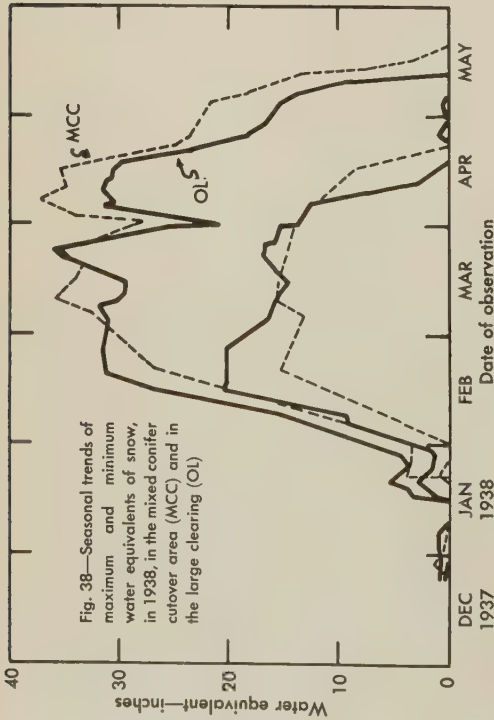 Fig. 38—Seasonal trends of
maximum and minimum
water equivalents of snow,
in 1938, in the mixed conifer
cutover area (MCC) and in
the large clearing (OL)
MCC
OL
Water equivalent—inches
40
30
20
10
0
DEC JAN FEB MAR APR MAY
1937 1938
Date of observation